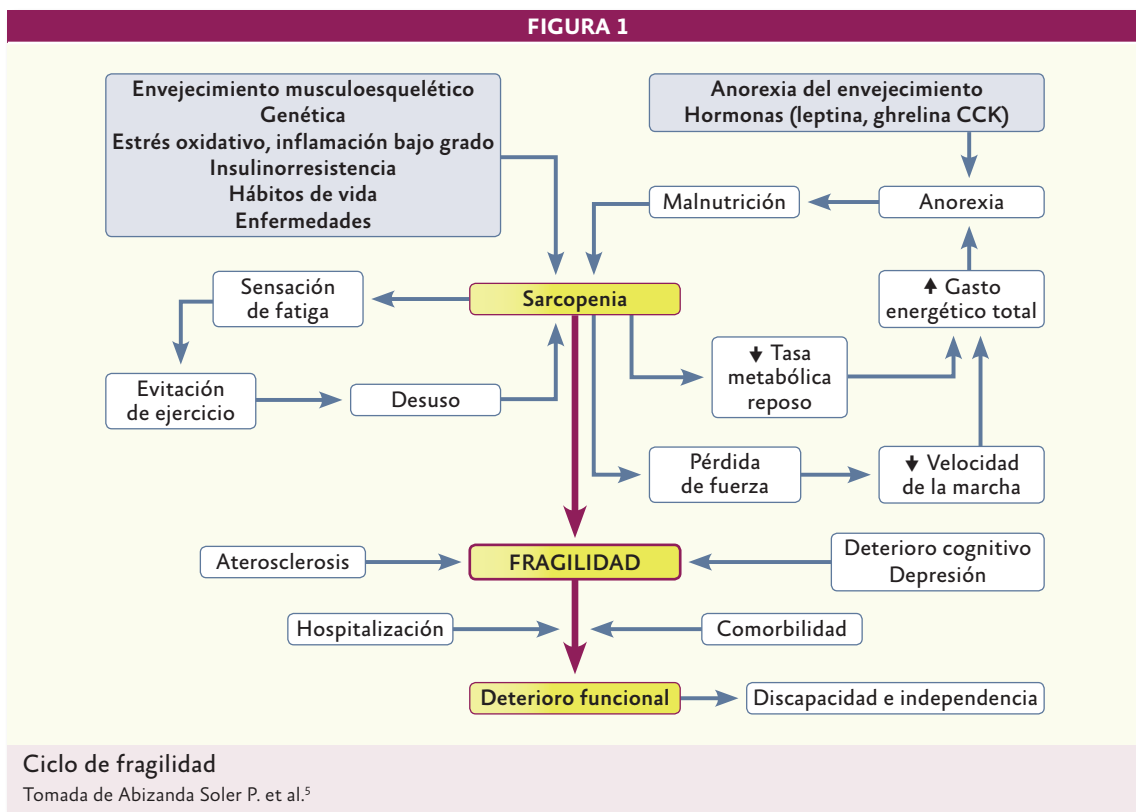 FIGURA 1
Envejecimiento musculoesquelético
Genética
Estrés oxidativo, inflamación bajo grado
Insulinorresistencia
Hábitos de vida
Enfermedades
Anorexia del envejecimiento
Hormonas (leptina, ghrelina CCK)
Malnutrición
Anorexia
Sensación
de fatiga
Sarcopenia
↑ Gasto
energético total
Evitación
de ejercicio
Desuso
↓ Tasa
metabólica
reposo
Pérdida
de fuerza
↓ Velocidad
de la marcha
Aterosclerosis
FRAGILIDAD
Deterioro cognitivo
Depresión
Hospitalización
Comorbilidad
Deterioro funcional
Discapacidad e independencia
Ciclo de fragilidad
Tomada de Abizanda Soler P. et al.⁵